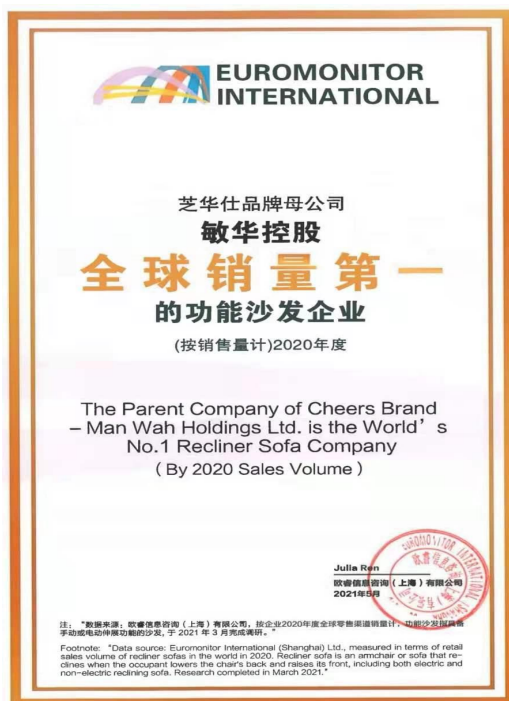 EUROMONITOR
INTERNATIONAL
芝华仕品牌母公司
敏华控股
全球销量第一
的功能沙发企业
(按销售量计)2020年度
The Parent Company of Cheers Brand
– Man Wah Holdings Ltd. is the World's
No.1 Recliner Sofa Company
(By 2020 Sales Volume)
Julia Ren
欧睿信息咨询(上海)有限公司
2021年5月
EUROMONITOR INTERNATIONAL
注: "数据来源:欧睿信息咨询(上海)有限公司,按企业2020年度全球零售渠道销量计;功能沙发指具备
手动或电动伸展功能的沙发,于 2021 年 3 月完成调研。"
Footnote: "Data source: Euromonitor International (Shanghai) Ltd., measured in terms of retail
sales volume of recliner sofas in the world in 2020. Recliner sofa is an armchair or sofa that re-
clines when the occupant lowers the chair's back and raises its front, including both electric and
non-electric reclining sofa. Research completed in March 2021."